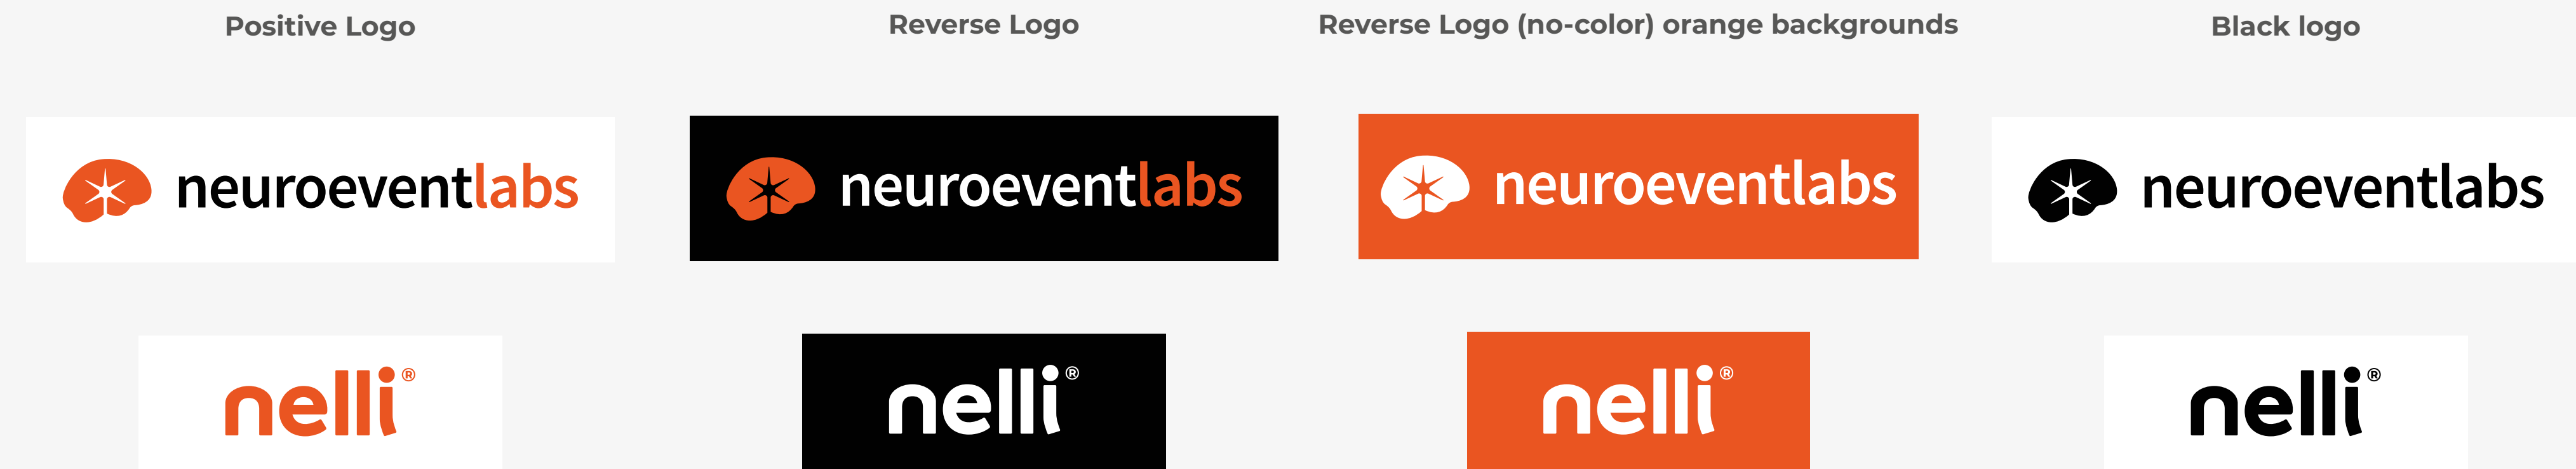 Positive Logo
Reverse Logo
Reverse Logo (no-color) orange backgrounds
Black logo
neuroeventlabs
neuroeventlabs
neuroeventlabs
neuroeventlabs
nelli®
nelli®
nelli®
nelli®